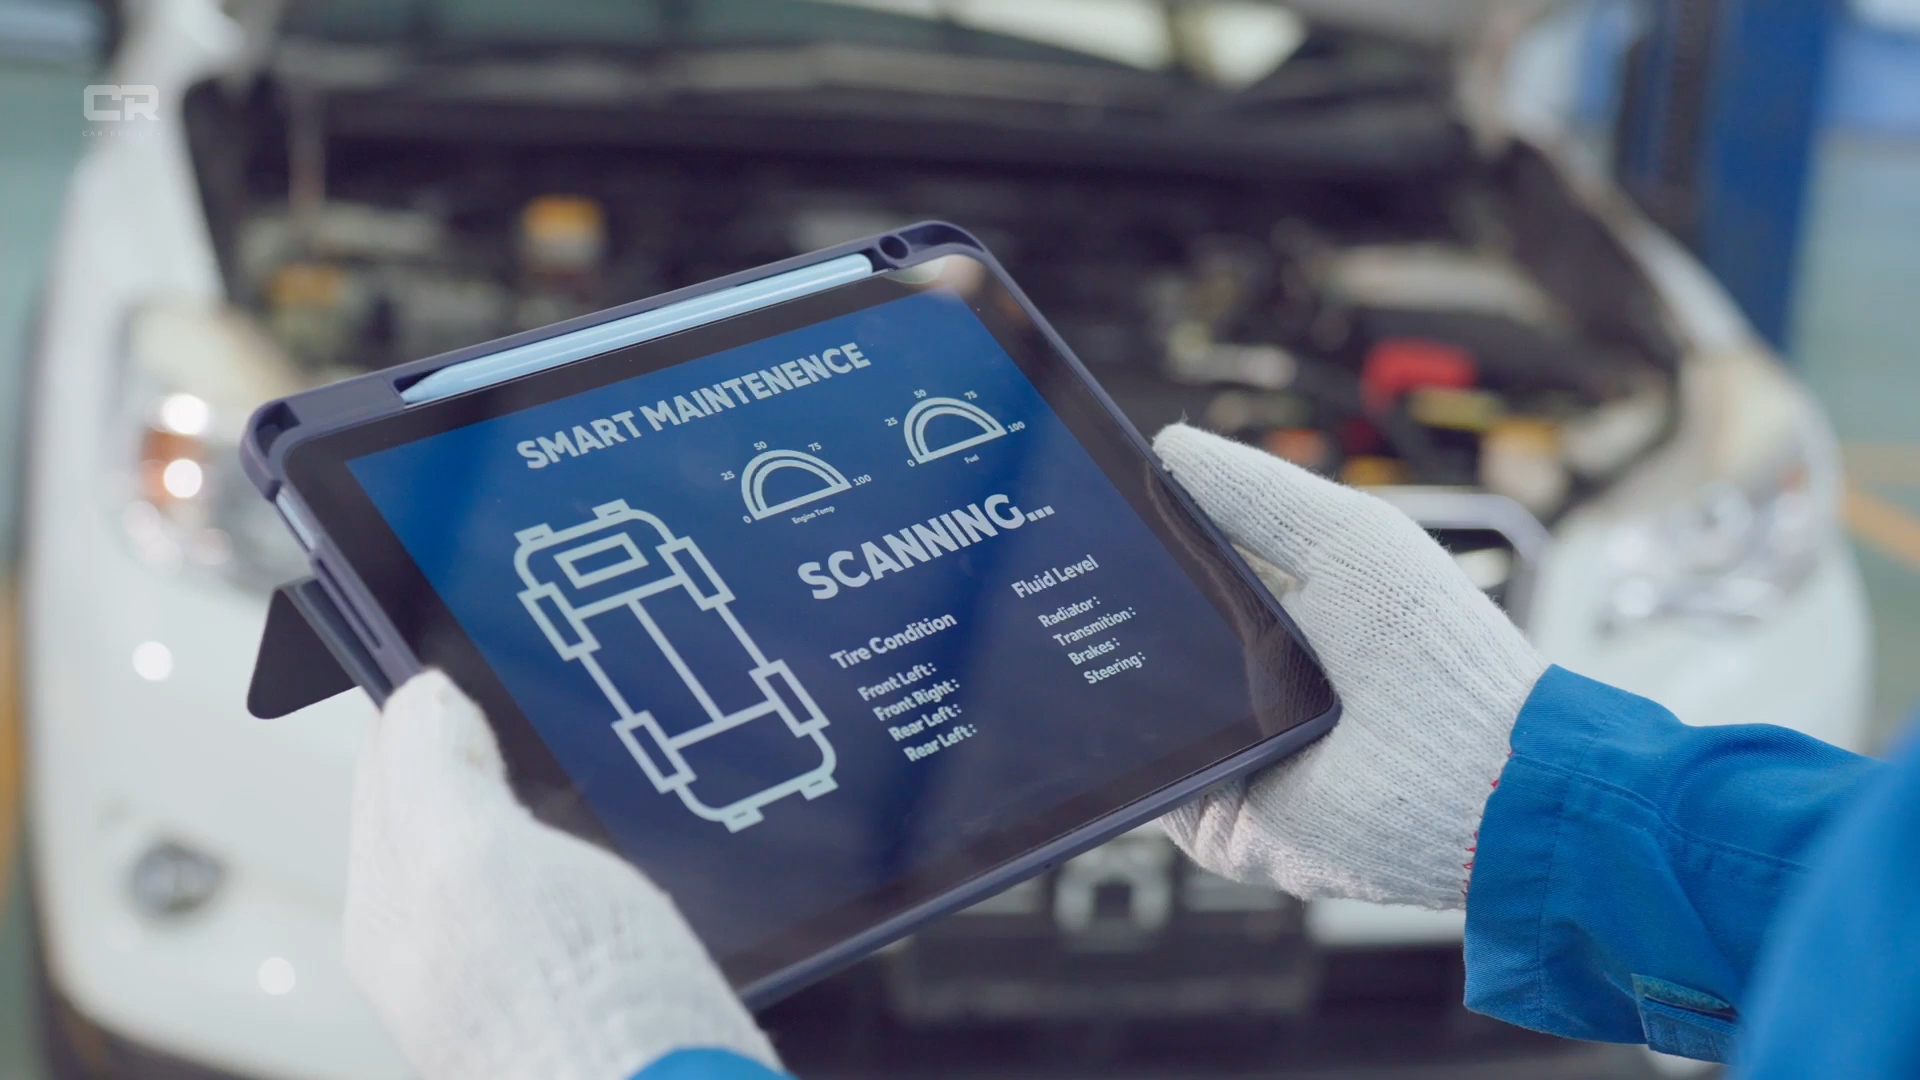 CR
SMART MAINTENENCE
0 25 50 75 100
Engine Temp
0 25 50 75 100
Fuel
SCANNING...
Tire Condition
Front Left :
Front Right :
Rear Left :
Rear Left :
Fluid Level
Radiator :
Transmition :
Brakes :
Steering :